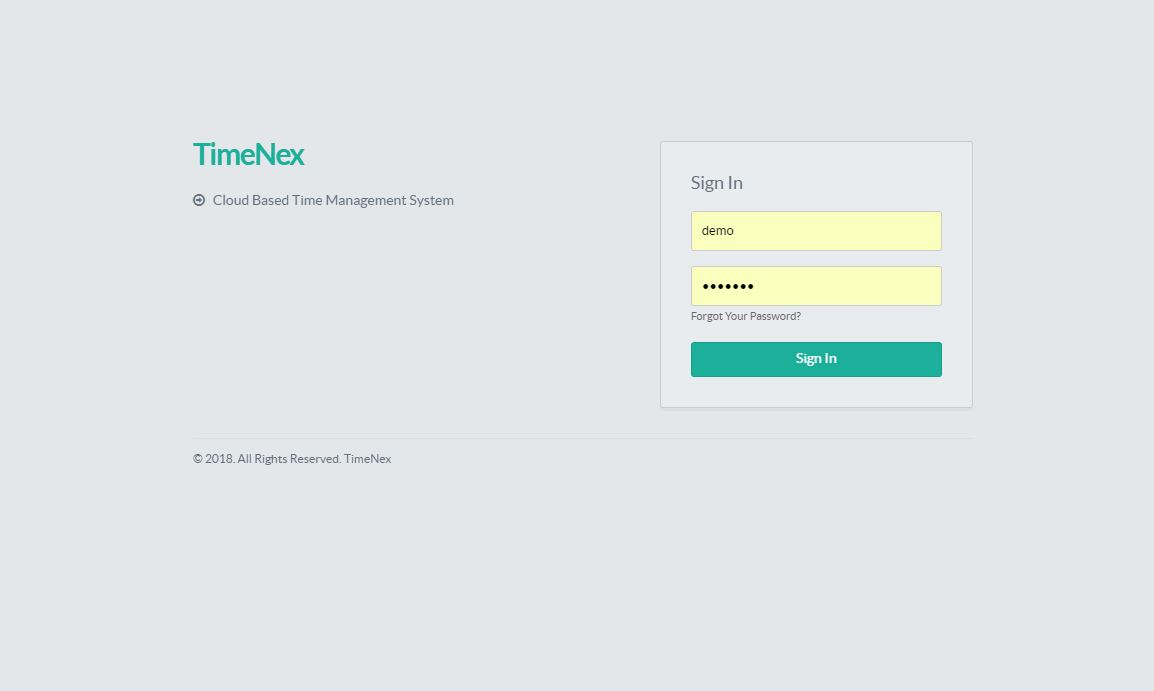 TimeNex
Cloud Based Time Management System
Sign In
demo
•••••••
Forgot Your Password?
Sign In
© 2018. All Rights Reserved. TimeNex